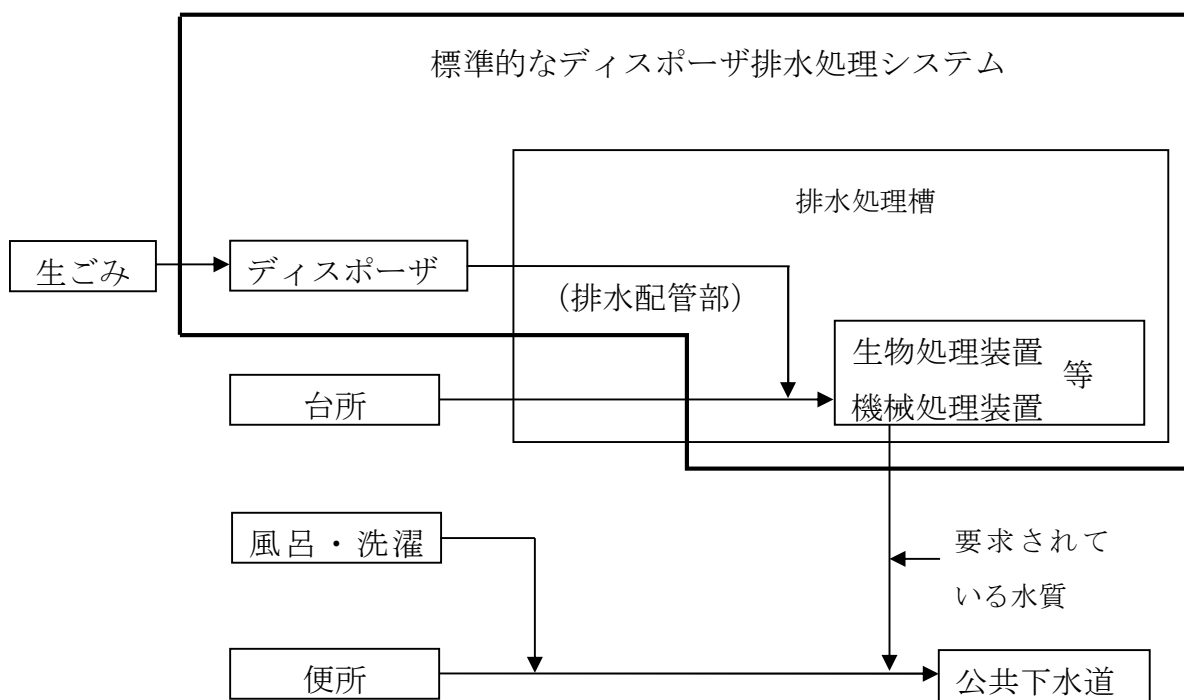 標準的なディスポーザ排水処理システム
排水処理槽
生ごみ
ディスポーザ
（排水配管部）
生物処理装置
等
機械処理装置
台所
風呂・洗濯
要求されて
いる水質
便所
公共下水道